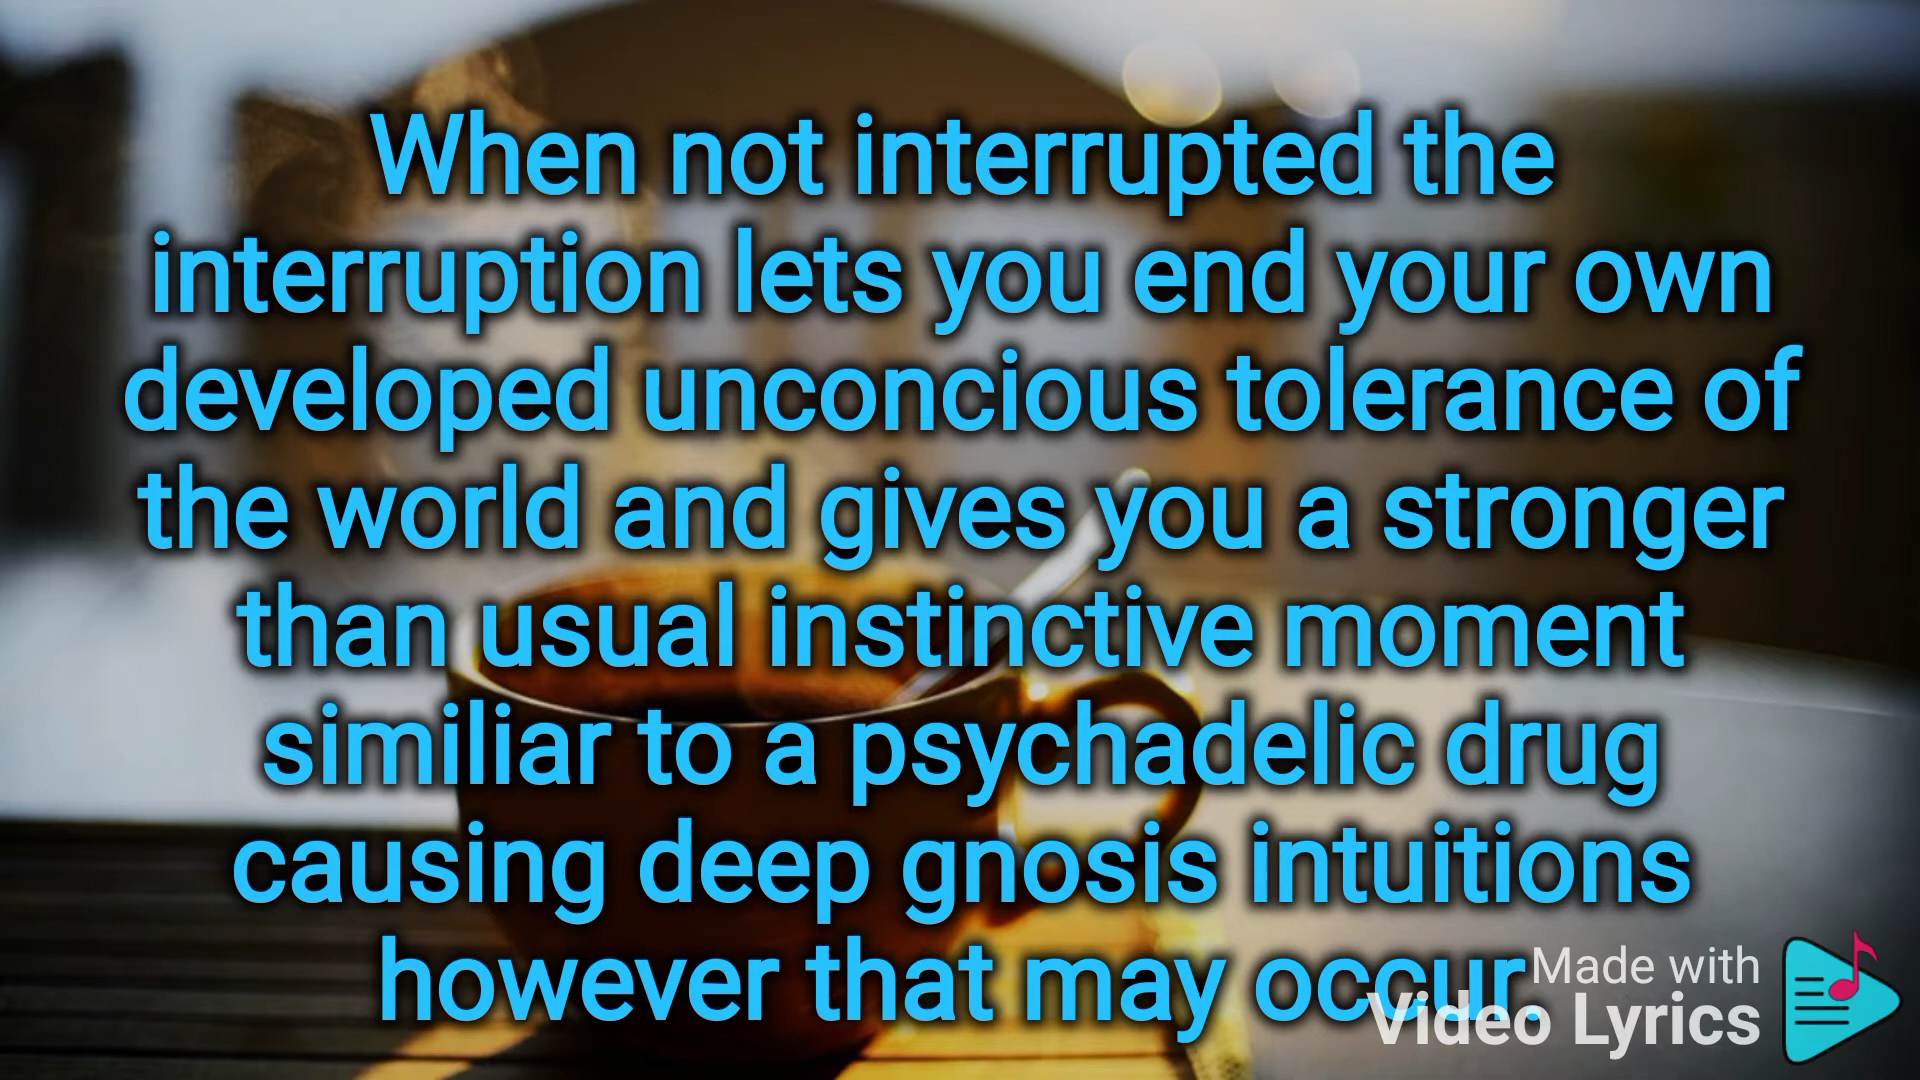 When not interrupted the
interruption lets you end your own
developed unconcious tolerance of
the world and gives you a stronger
than usual instinctive moment
similiar to a psychadelic drug
causing deep gnosis intuitions
however that may occur.
Made with
Video Lyrics